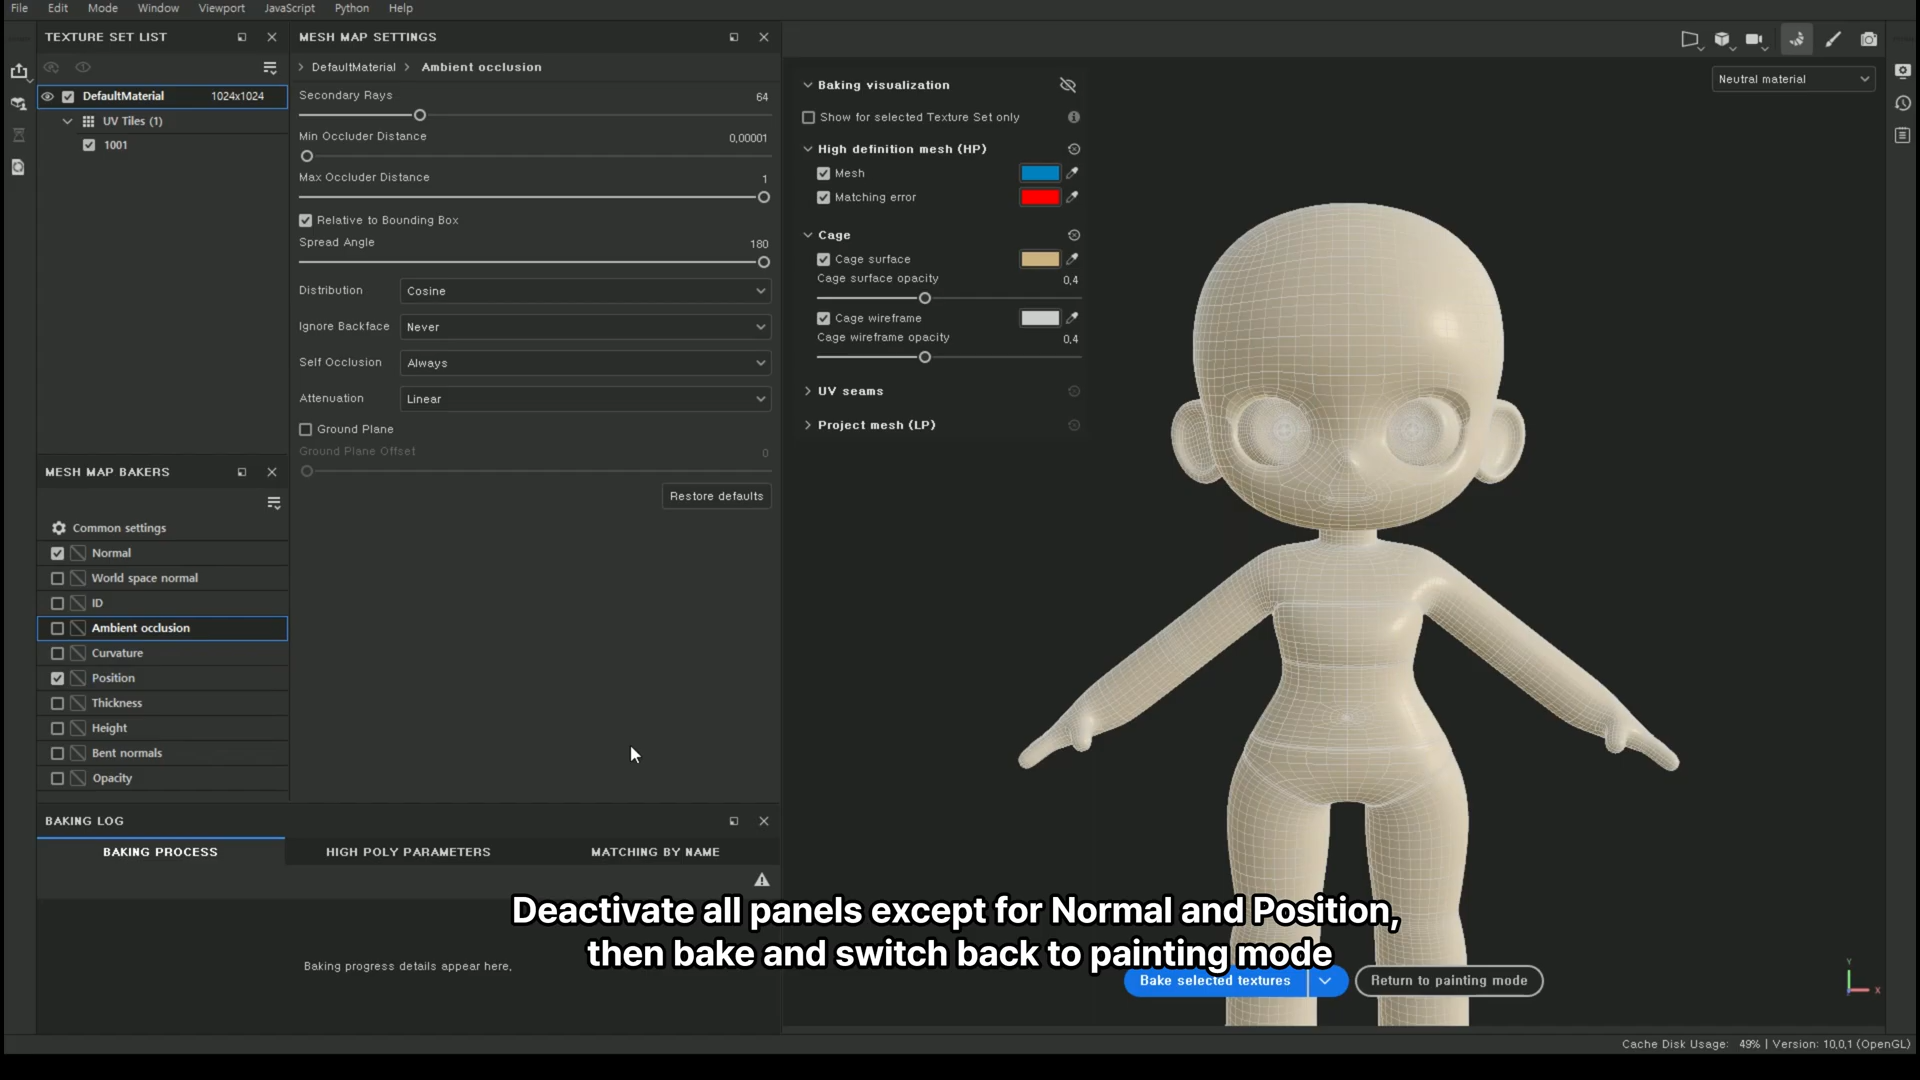 File Edit Mode Window Viewport JavaScript Python Help
TEXTURE SET LIST
DefaultMaterial 1024x1024
UV Tiles (1)
1001
MESH MAP SETTINGS
DefaultMaterial > Ambient occlusion
Secondary Rays 64
Min Occluder Distance 0,00001
Max Occluder Distance 1
Relative to Bounding Box
Spread Angle 180
Distribution Cosine
Ignore Backface Never
Self Occlusion Always
Attenuation Linear
Ground Plane
Ground Plane Offset 0
Restore defaults
MESH MAP BAKERS
Common settings
Normal
World space normal
ID
Ambient occlusion
Curvature
Position
Thickness
Height
Bent normals
Opacity
BAKING LOG
BAKING PROCESS HIGH POLY PARAMETERS MATCHING BY NAME
Baking progress details appear here,
Baking visualization
Show for selected Texture Set only
High definition mesh (HP)
Mesh
Matching error
Cage
Cage surface
Cage surface opacity 0,4
Cage wireframe
Cage wireframe opacity 0,4
UV seams
Project mesh (LP)
Neutral material
Deactivate all panels except for Normal and Position,
then bake and switch back to painting mode
Bake selected textures Return to painting mode
Y
X
Cache Disk Usage: 49% | Version: 10,0,1 (OpenGL)